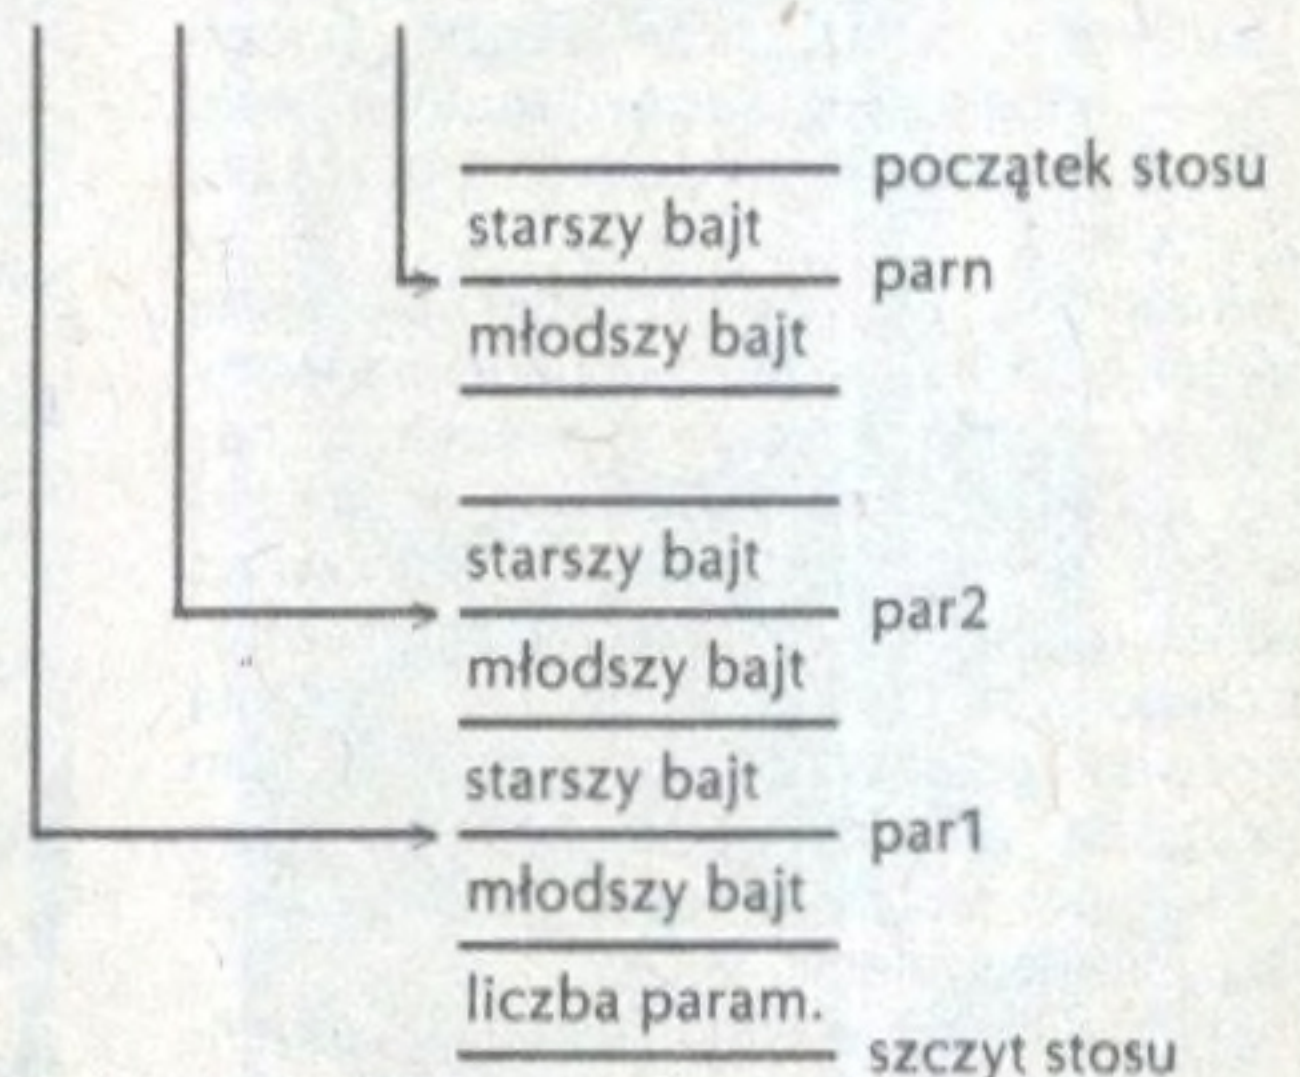 początek stosu
starszy bajt
parn
młodszy bajt
starszy bajt
par2
młodszy bajt
starszy bajt
par1
młodszy bajt
liczba param.
szczyt stosu